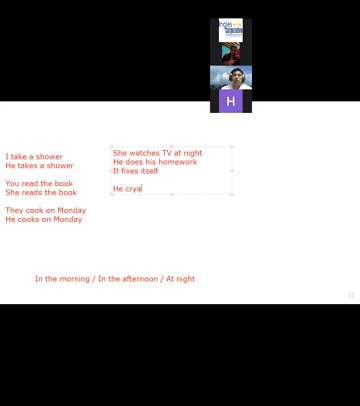 Ingles
Corporativo
H
I take a shower
He takes a shower
You read the book
She reads the book
They cook on Monday
He cooks on Monday
She watches TV at night
He does his homework
It fixes itself
He crya
In the morning / In the afternoon / At night